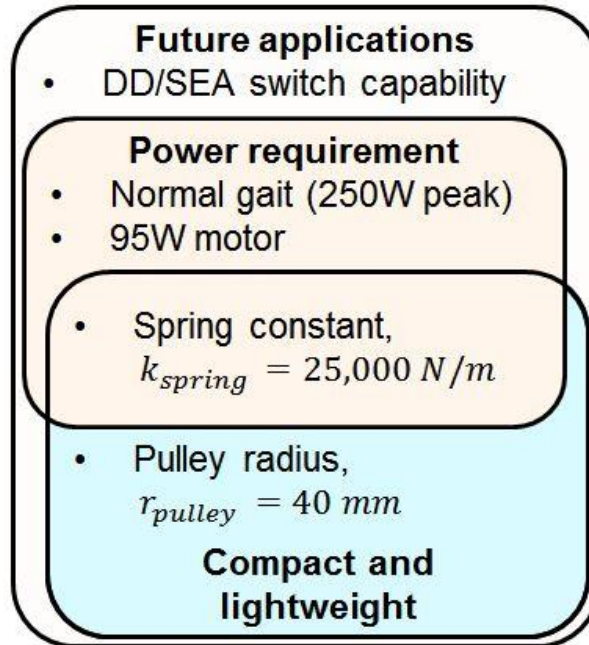 Future applications
• DD/SEA switch capability
Power requirement
• Normal gait (250W peak)
• 95W motor
• Spring constant,
k_spring = 25,000 N/m
• Pulley radius,
r_pulley = 40 mm
Compact and
lightweight